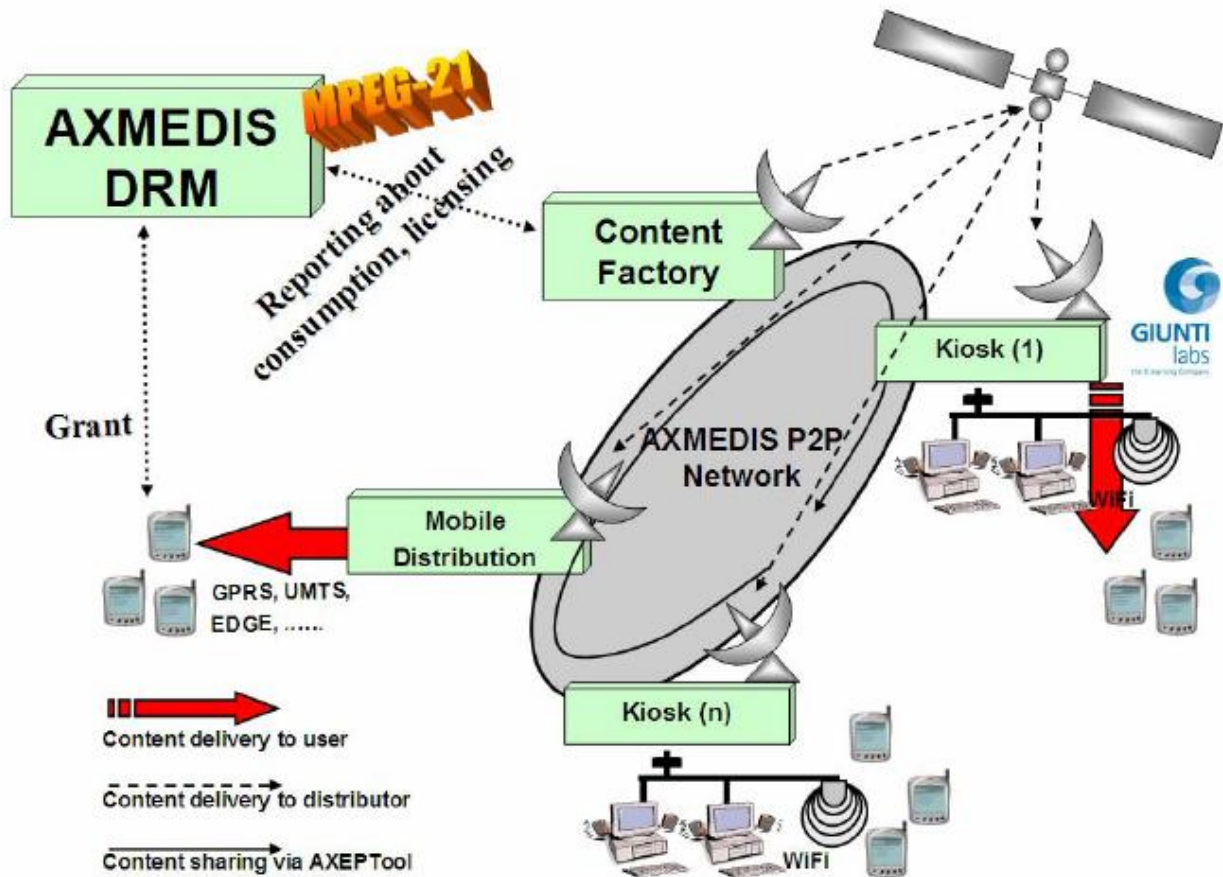 AXMEDIS
DRM
MPEG-21
Reporting about
consumption, licensing
Content
Factory
Kiosk (1)
GIUNTI
labs
Grant
AXMEDIS P2P
Network
WiFi
Mobile
Distribution
GPRS, UMTS,
EDGE, ......
Kiosk (n)
Content delivery to user
Content delivery to distributor
WiFi
Content sharing via AXEPTool